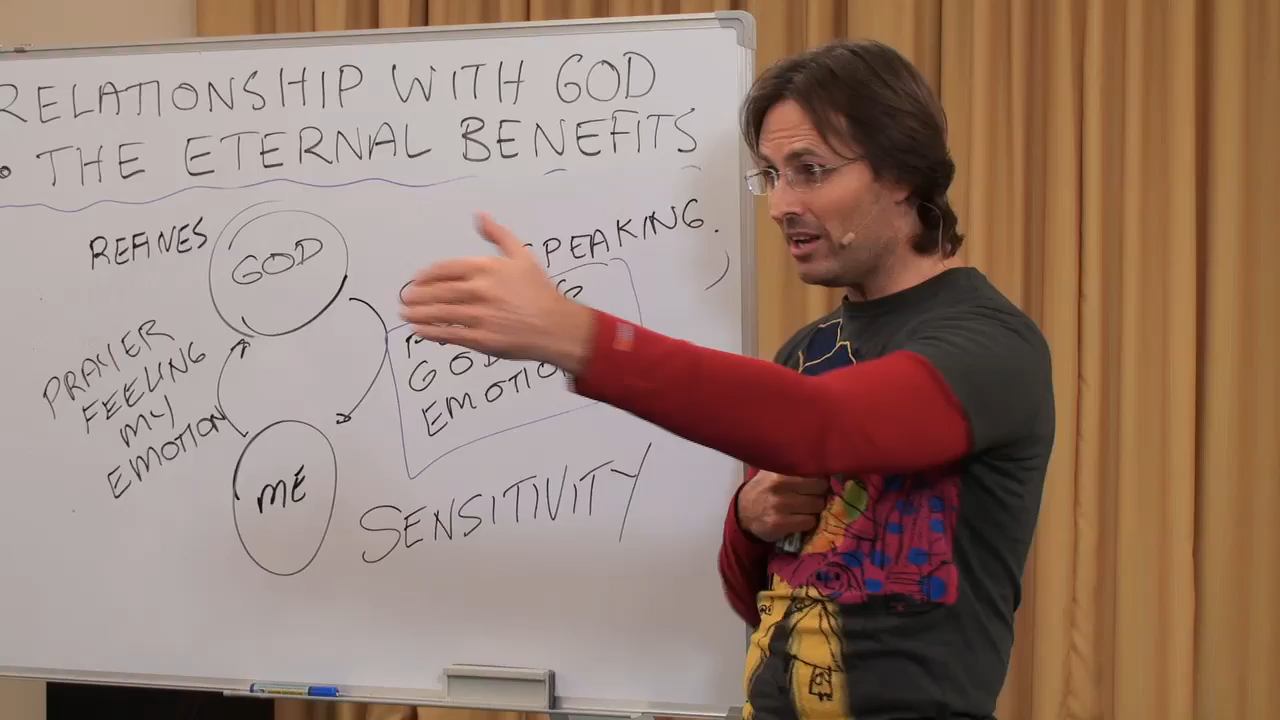 RELATIONSHIP WITH GOD
• THE ETERNAL BENEFITS
REFINES
GOD
SPEAKING.
PRAYER
FEELING
MY
EMOTION
GOD
EMOTION
ME
SENSITIVITY